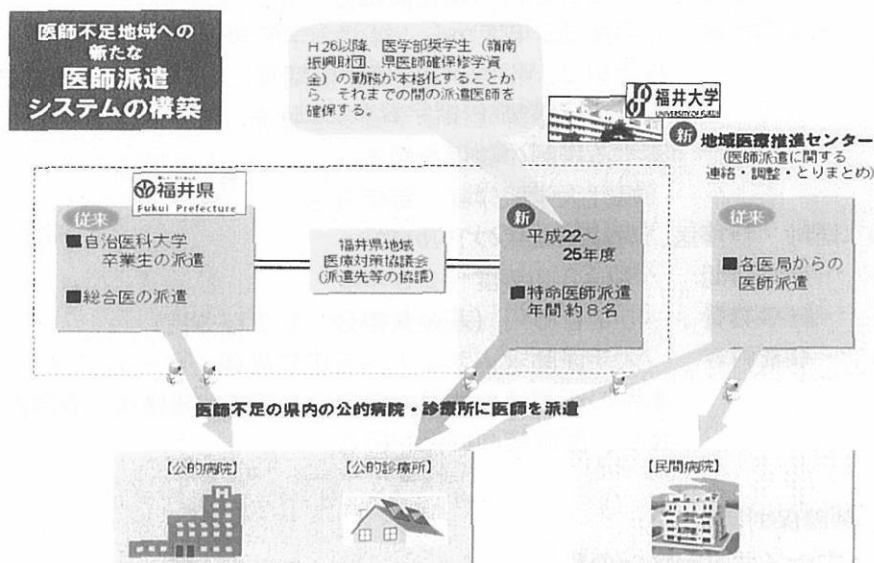 医師不足地域への
新たな
医師派遣
システムの構築
H26以降、医学部奨学生（嶺南
振興財団、県医師確保修学資
金）の勤務が本格化することか
ら、それまでの間の派遣医師を
確保する。
福井大学
UNIVERSITY OF FUKUI
新 地域医療推進センター
(医師派遣に関する
連絡・調整・とりまとめ)
福井県
Fukui Prefecture
従来
■自治医科大学
卒業生の派遣
■総合医の派遣
福井県地域
医療対策協議会
(派遣先等の協議)
新
平成22～
25年度
■特命医師派遣
年間約８名
従来
■各医局からの
医師派遣
医師不足の県内の公的病院・診療所に医師を派遣
【公的病院】
【公的診療所】
【民間病院】
H